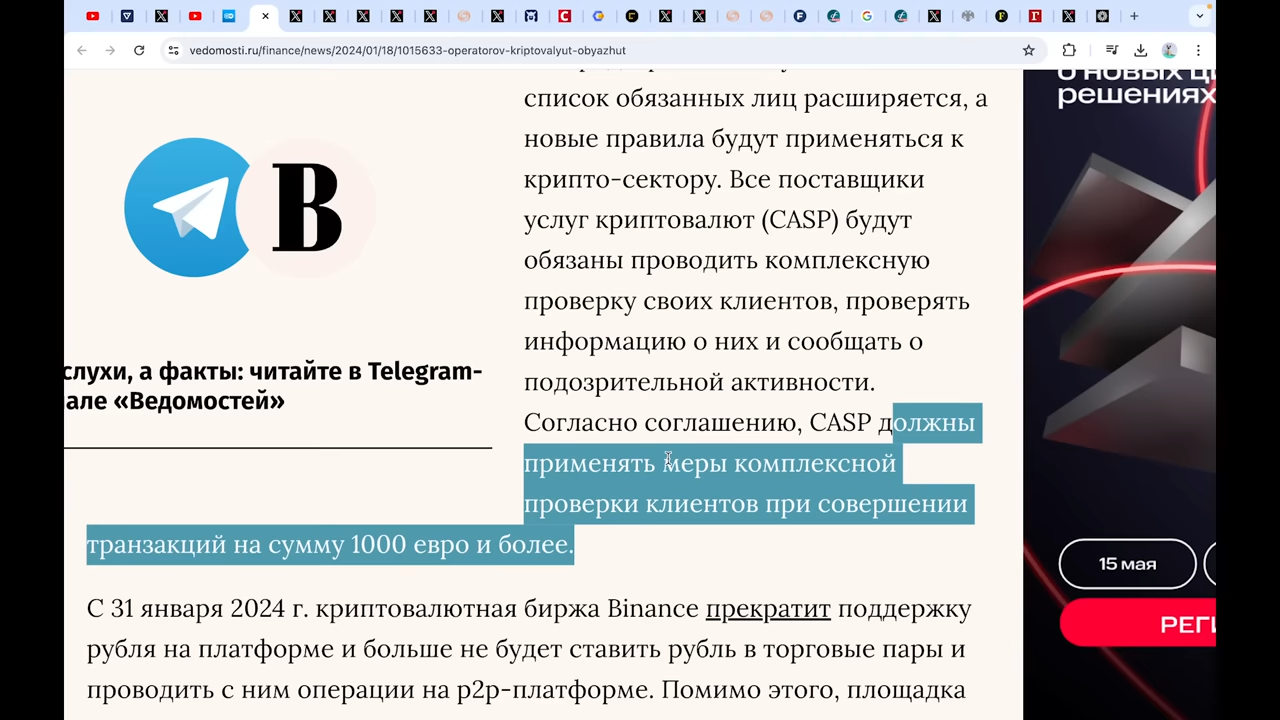 vedomosti.ru/finance/news/2024/01/18/1015633-operatorov-kriptovalyut-obyazhut
список обязанных лиц расширяется, а
новые правила будут применяться к
крипто-сектору. Все поставщики
услуг криптовалют (CASP) будут
обязаны проводить комплексную
проверку своих клиентов, проверять
информацию о них и сообщать о
подозрительной активности.
Согласно соглашению, CASP должны
применять меры комплексной
проверки клиентов при совершении
транзакций на сумму 1000 евро и более.
С 31 января 2024 г. криптовалютная биржа Binance прекратит поддержку
рубля на платформе и больше не будет ставить рубль в торговые пары и
проводить с ним операции на p2p-платформе. Помимо этого, площадка
В
слухи, а факты: читайте в Telegram-
але «Ведомостей»
о новых ц
решениях
15 мая
РЕГИ